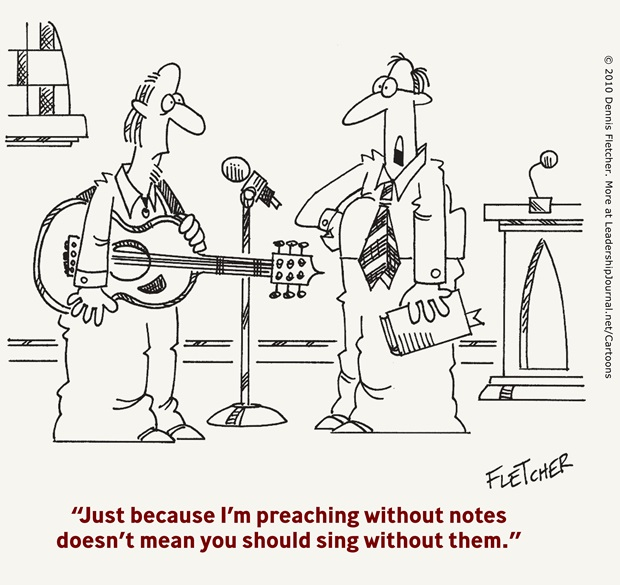 © 2010 Dennis Fletcher. More at LeadershipJournal.net/Cartoons
FLETCHER
“Just because I’m preaching without notes
doesn’t mean you should sing without them.”